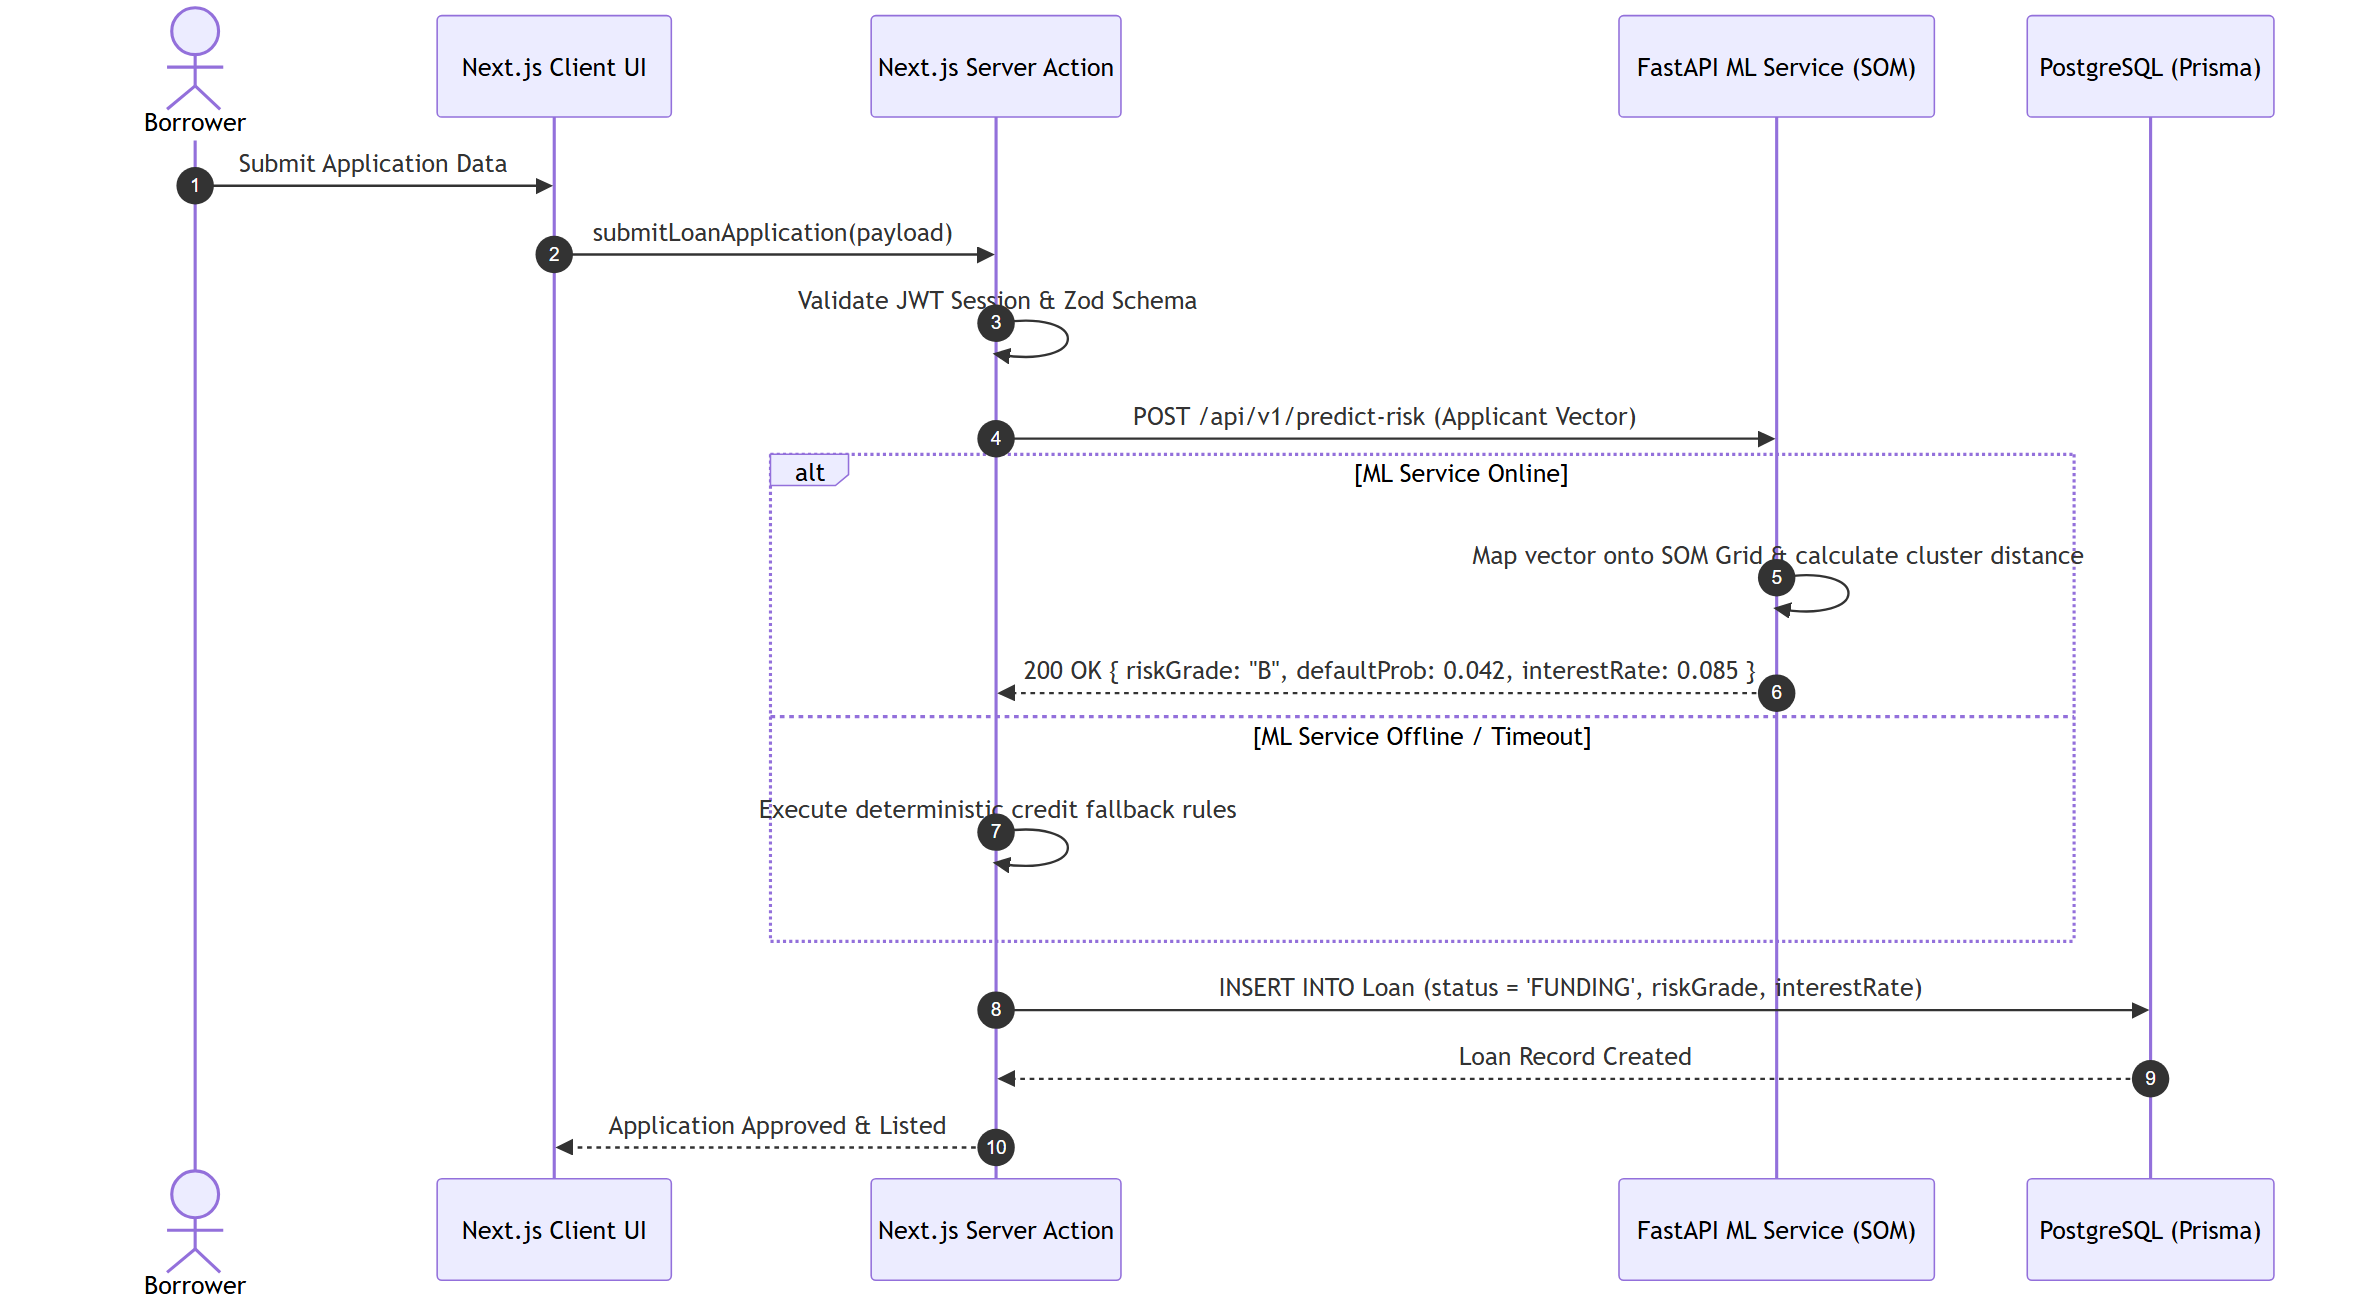 Borrower
Next.js Client UI
Next.js Server Action
FastAPI ML Service (SOM)
PostgreSQL (Prisma)
1
Submit Application Data
2
submitLoanApplication(payload)
Validate JWT Session & Zod Schema
3
4
POST /api/v1/predict-risk (Applicant Vector)
alt
[ML Service Online]
Map vector onto SOM Grid & calculate cluster distance
5
200 OK { riskGrade: "B", defaultProb: 0.042, interestRate: 0.085 }
6
[ML Service Offline / Timeout]
Execute deterministic credit fallback rules
7
8
INSERT INTO Loan (status = 'FUNDING', riskGrade, interestRate)
Loan Record Created
9
Application Approved & Listed
10
Borrower
Next.js Client UI
Next.js Server Action
FastAPI ML Service (SOM)
PostgreSQL (Prisma)